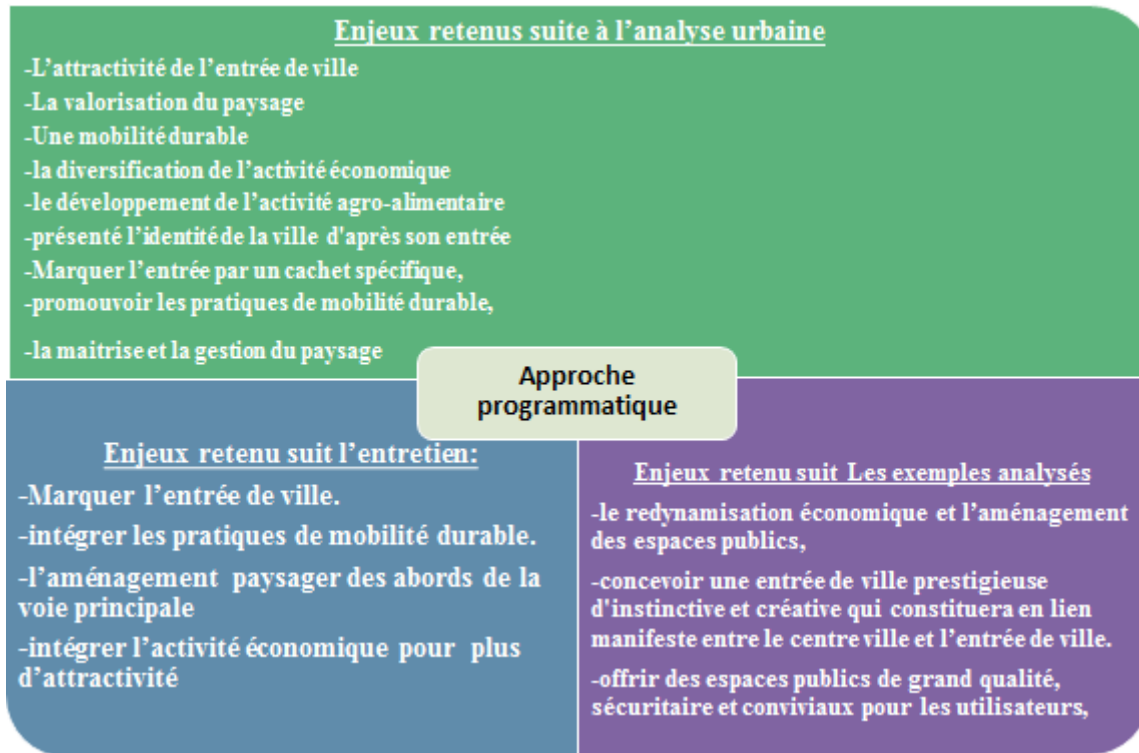 Enjeux retenus suite à l’analyse urbaine
-L’attractivité de l’entrée de ville
-La valorisation du paysage
-Une mobilité durable
-la diversification de l’activité économique
-le développement de l’activité agro-alimentaire
-présenté l’identité de la ville d'après son entrée
-Marquer l’entrée par un cachet spécifique,
-promouvoir les pratiques de mobilité durable,
-la maitrise et la gestion du paysage
Approche
programmatique
Enjeux retenu suit l’entretien:
-Marquer l’entrée de ville.
-intégrer les pratiques de mobilité durable.
-l’aménagement paysager des abords de la
voie principale
-intégrer l’activité économique pour plus
d’attractivité
Enjeux retenu suit Les exemples analysés
-le redynamisation économique et l’aménagement
des espaces publics,
-concevoir une entrée de ville prestigieuse
d'instinctive et créative qui constituera en lien
manifeste entre le centre ville et l’entrée de ville.
-offrir des espaces publics de grand qualité,
sécuritaire et conviviaux pour les utilisateurs,